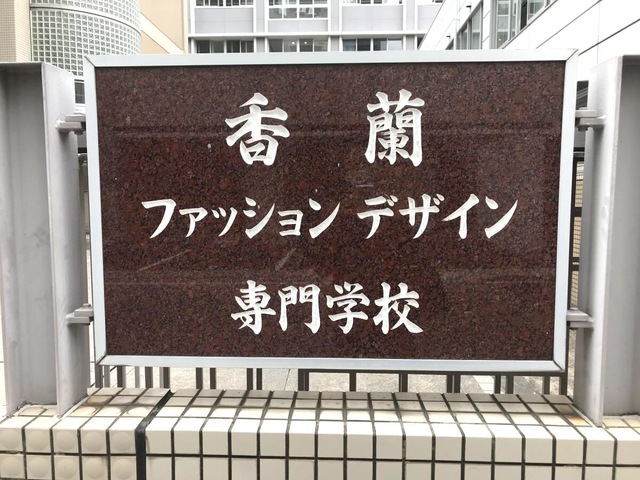 香蘭
ファッションデザイン
専門学校